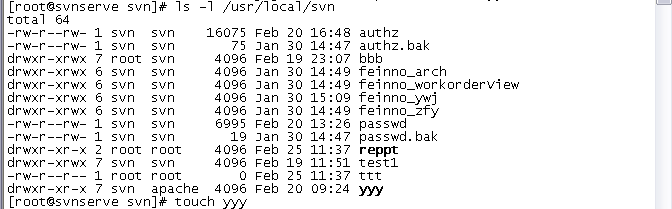 [root@svnserve svn]# ls -l /usr/local/svn
total 64
-rw-r--rw- 1 svn  svn    16075 Feb 20 16:48 authz
-rw-r--rw- 1 svn  svn       75 Jan 30 14:47 authz.bak
drwxr-xrwx 7 root svn     4096 Feb 19 23:07 bbb
drwxr-xrwx 6 svn  svn     4096 Jan 30 14:49 feinno_arch
drwxr-xrwx 6 svn  svn     4096 Jan 30 14:49 feinno_workorderview
drwxr-xrwx 6 svn  svn     4096 Jan 30 15:09 feinno_ywj
drwxr-xrwx 6 svn  svn     4096 Jan 30 14:49 feinno_zfy
-rw-r--rw- 1 svn  svn     6995 Feb 20 13:26 passwd
-rw-r--rw- 1 svn  svn       19 Jan 30 14:47 passwd.bak
drwxr-xr-x 2 root root    4096 Feb 25 11:37 reppt
drwxr-xrwx 7 svn  svn     4096 Feb 19 11:51 test1
-rw-r--r-- 1 root root       0 Feb 25 11:37 ttt
drwxr-xr-x 7 svn  apache  4096 Feb 20 09:24 yyy
[root@svnserve svn]# touch yyy